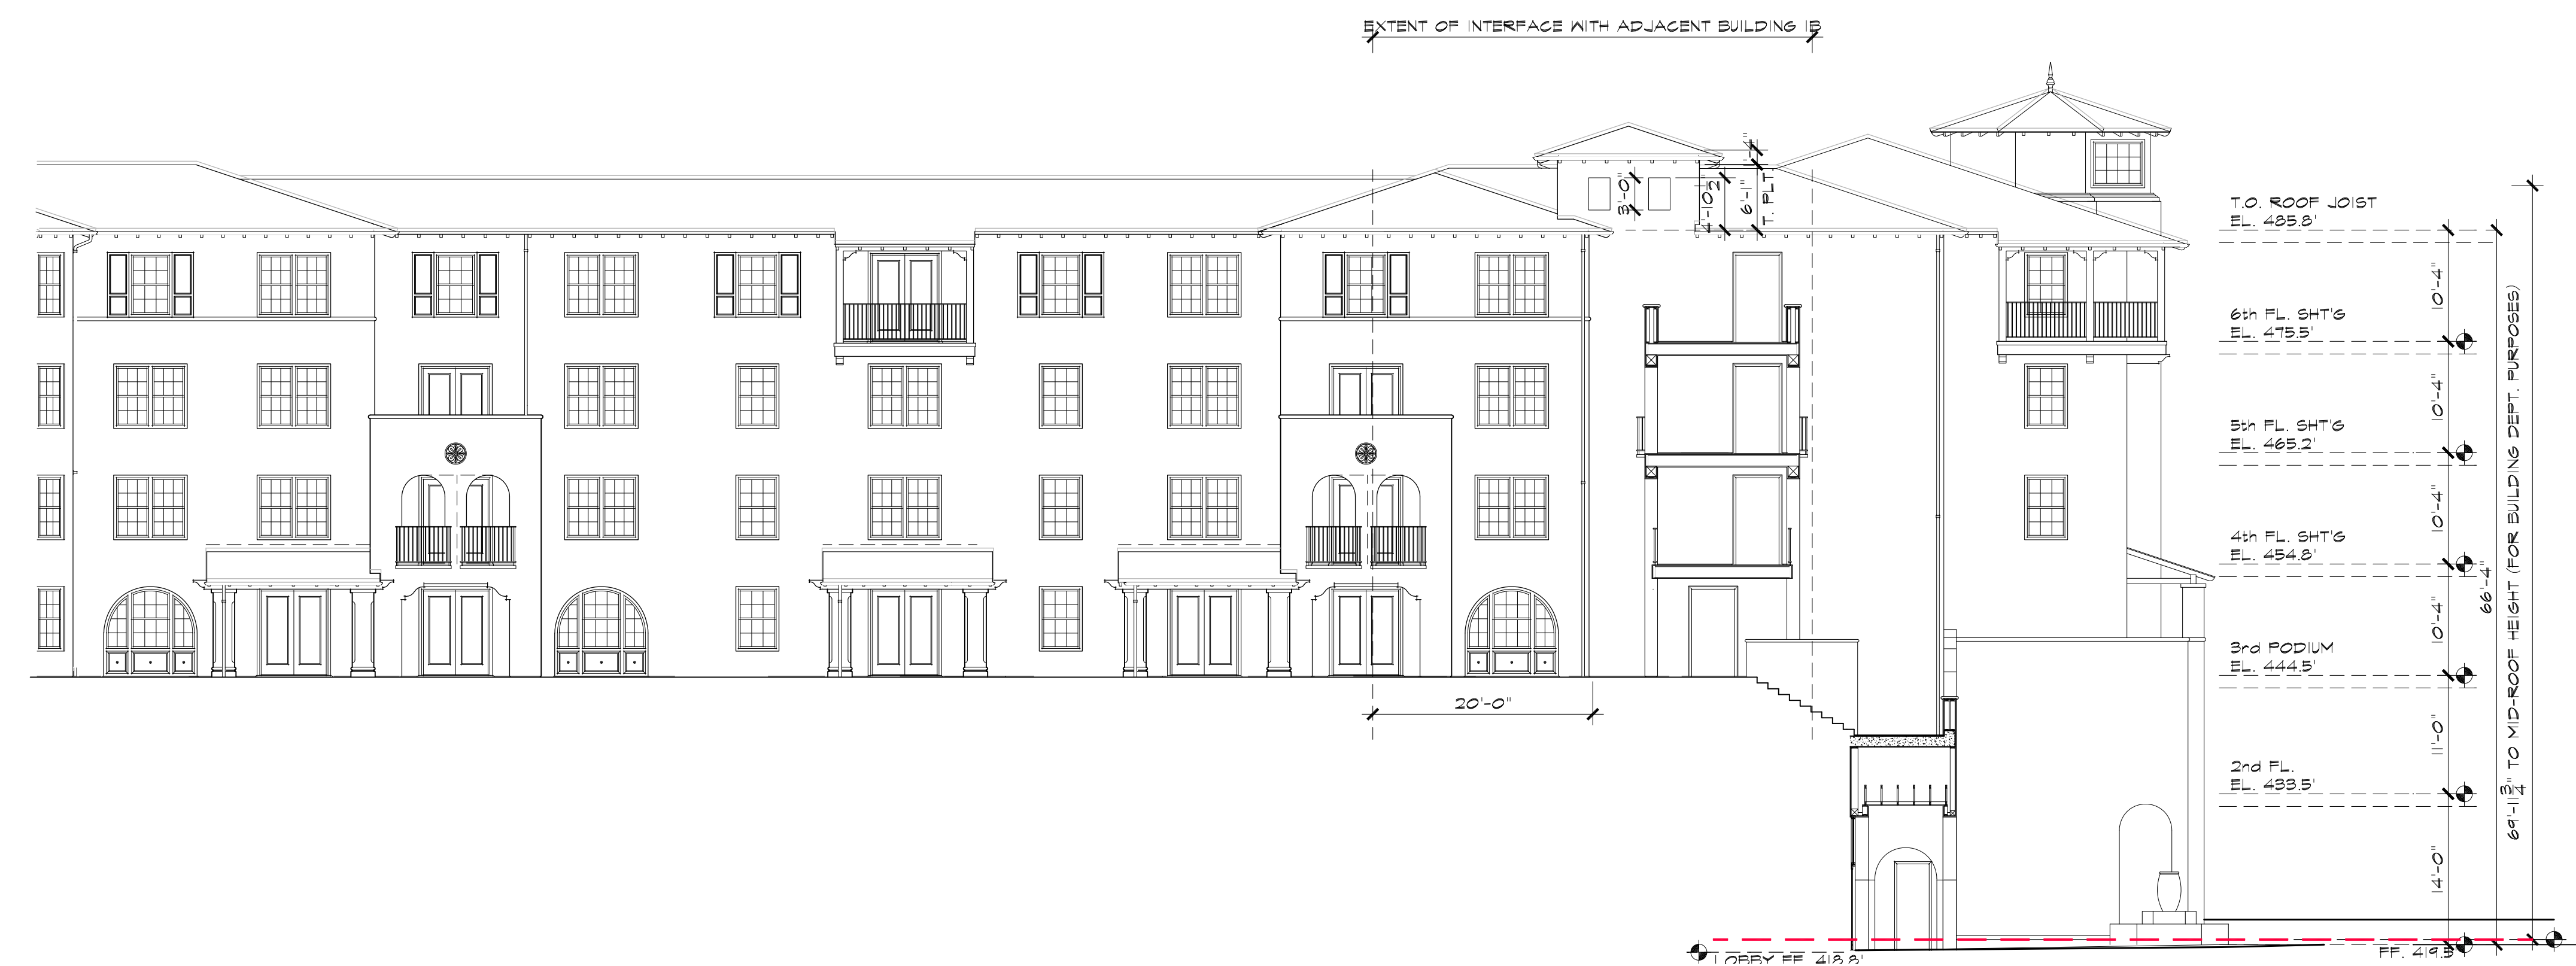 EXTENT OF INTERFACE WITH ADJACENT BUILDING 1B
3'-0"
4'-10.2"
6'-1"
T. PLT.
T.O. ROOF JOIST
EL. 485.8'
10'-4"
6th FL. SHT'G
EL. 475.5'
10'-4"
5th FL. SHT'G
EL. 465.2'
10'-4"
4th FL. SHT'G
EL. 454.8'
10'-4"
3rd PODIUM
EL. 444.5'
11'-0"
2nd FL.
EL. 433.5'
14'-0"
66'-4"
69'-11 3/4" TO MID-ROOF HEIGHT (FOR BUILDING DEPT. PURPOSES)
20'-0"
LOBBY FF 418.8'
FF. 419.5'